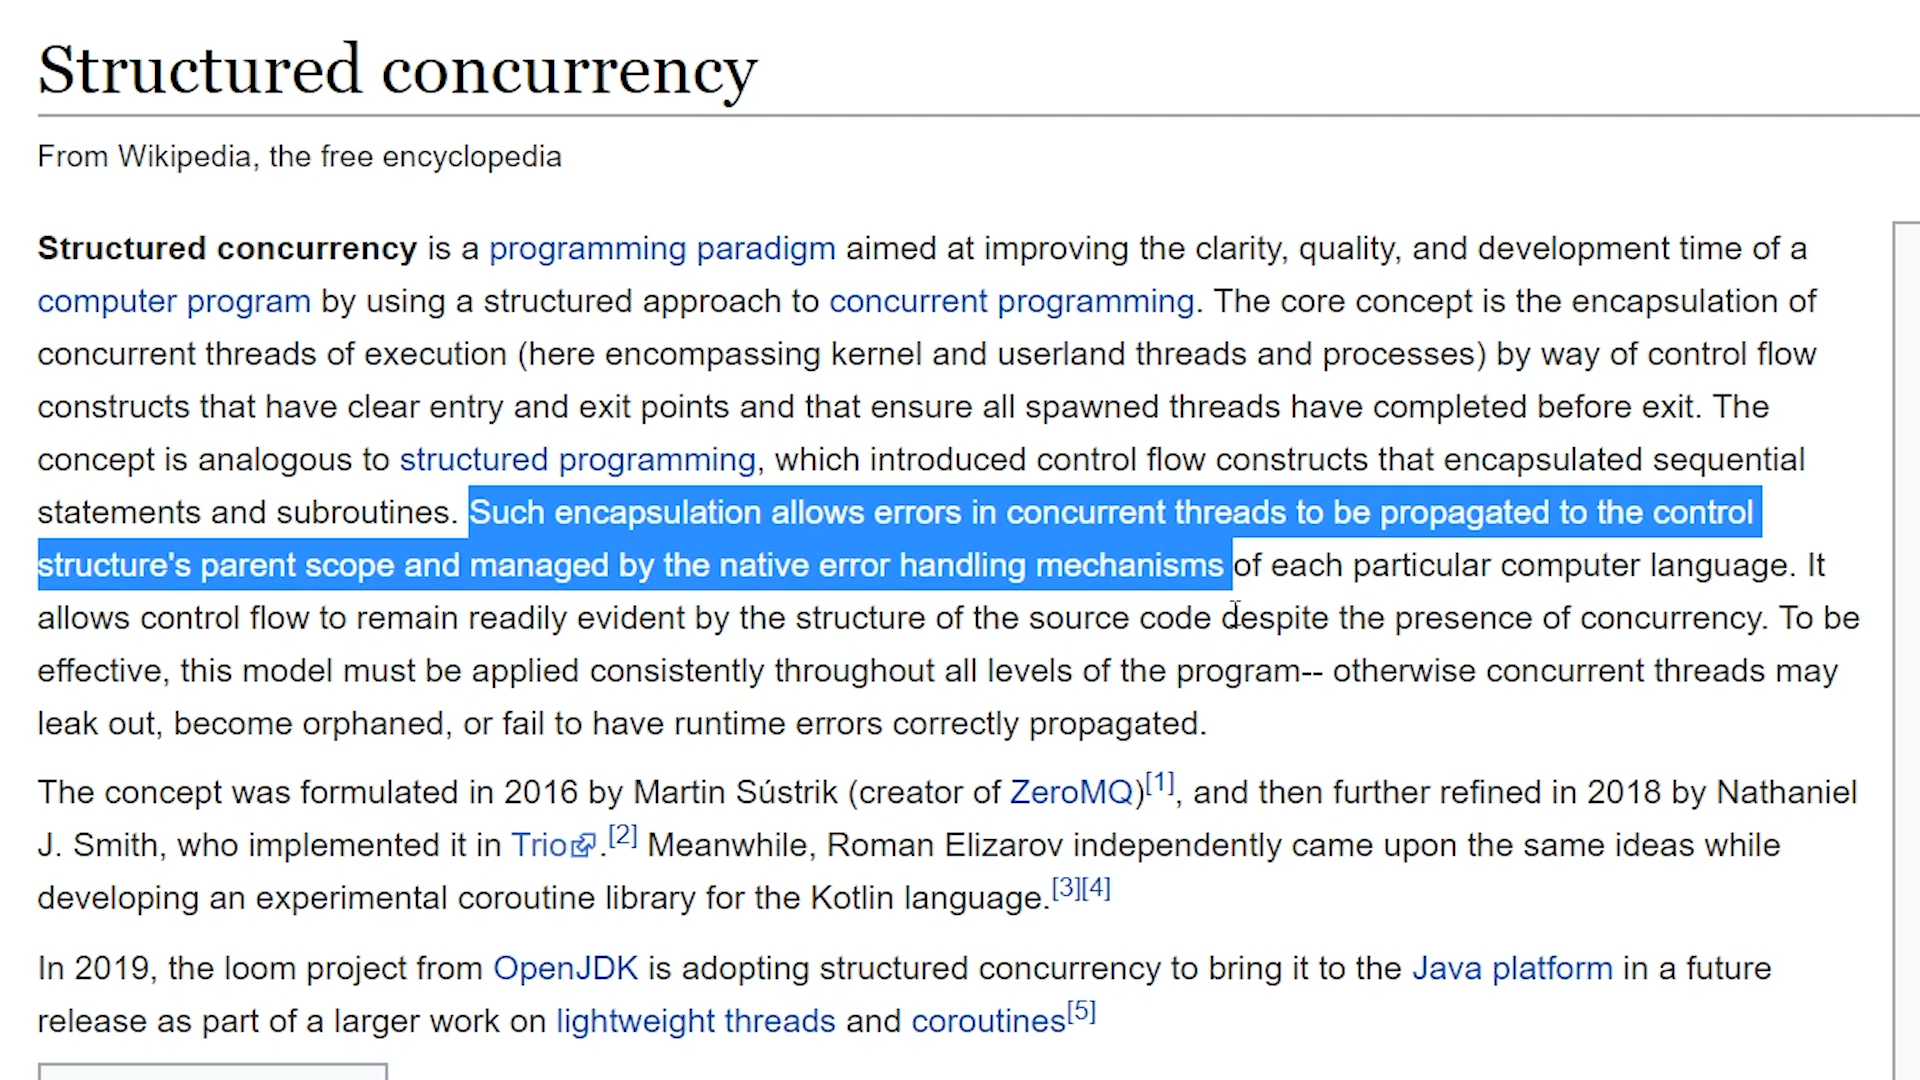 Structured concurrency
From Wikipedia, the free encyclopedia
Structured concurrency is a programming paradigm aimed at improving the clarity, quality, and development time of a
computer program by using a structured approach to concurrent programming. The core concept is the encapsulation of
concurrent threads of execution (here encompassing kernel and userland threads and processes) by way of control flow
constructs that have clear entry and exit points and that ensure all spawned threads have completed before exit. The
concept is analogous to structured programming, which introduced control flow constructs that encapsulated sequential
statements and subroutines. Such encapsulation allows errors in concurrent threads to be propagated to the control
structure's parent scope and managed by the native error handling mechanisms of each particular computer language. It
allows control flow to remain readily evident by the structure of the source code despite the presence of concurrency. To be
effective, this model must be applied consistently throughout all levels of the program-- otherwise concurrent threads may
leak out, become orphaned, or fail to have runtime errors correctly propagated.
The concept was formulated in 2016 by Martin Sústrik (creator of ZeroMQ)[1], and then further refined in 2018 by Nathaniel
J. Smith, who implemented it in Trio.[2] Meanwhile, Roman Elizarov independently came upon the same ideas while
developing an experimental coroutine library for the Kotlin language.[3][4]
In 2019, the loom project from OpenJDK is adopting structured concurrency to bring it to the Java platform in a future
release as part of a larger work on lightweight threads and coroutines[5]